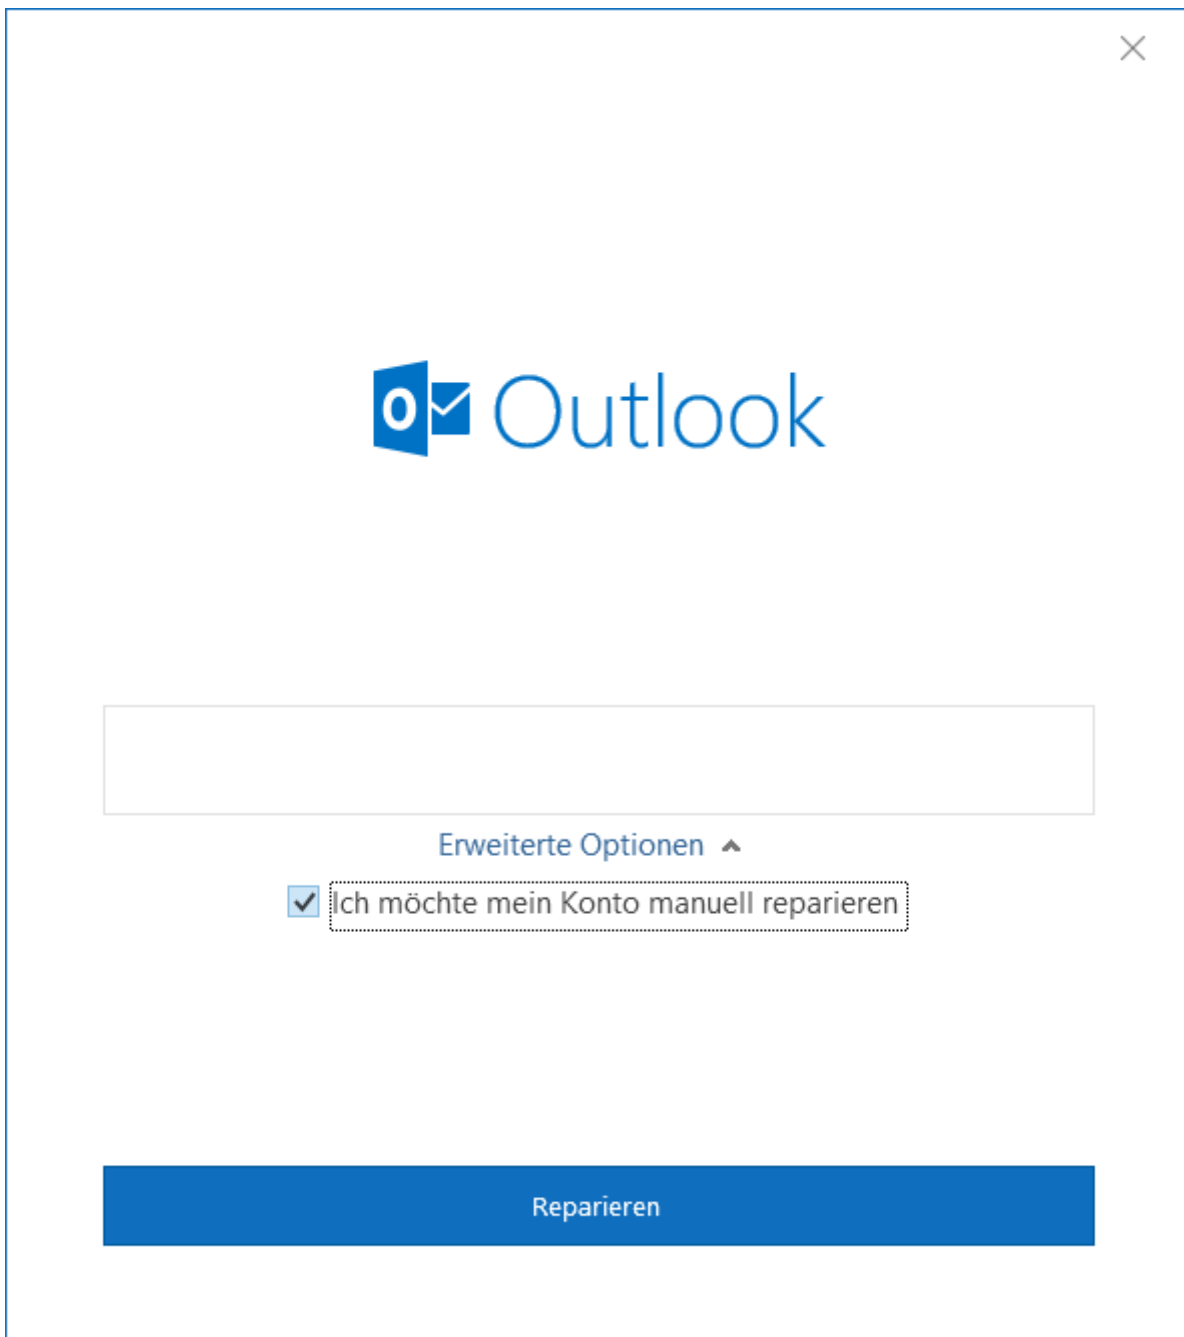 Outlook
Erweiterte Optionen
Ich möchte mein Konto manuell reparieren
Reparieren